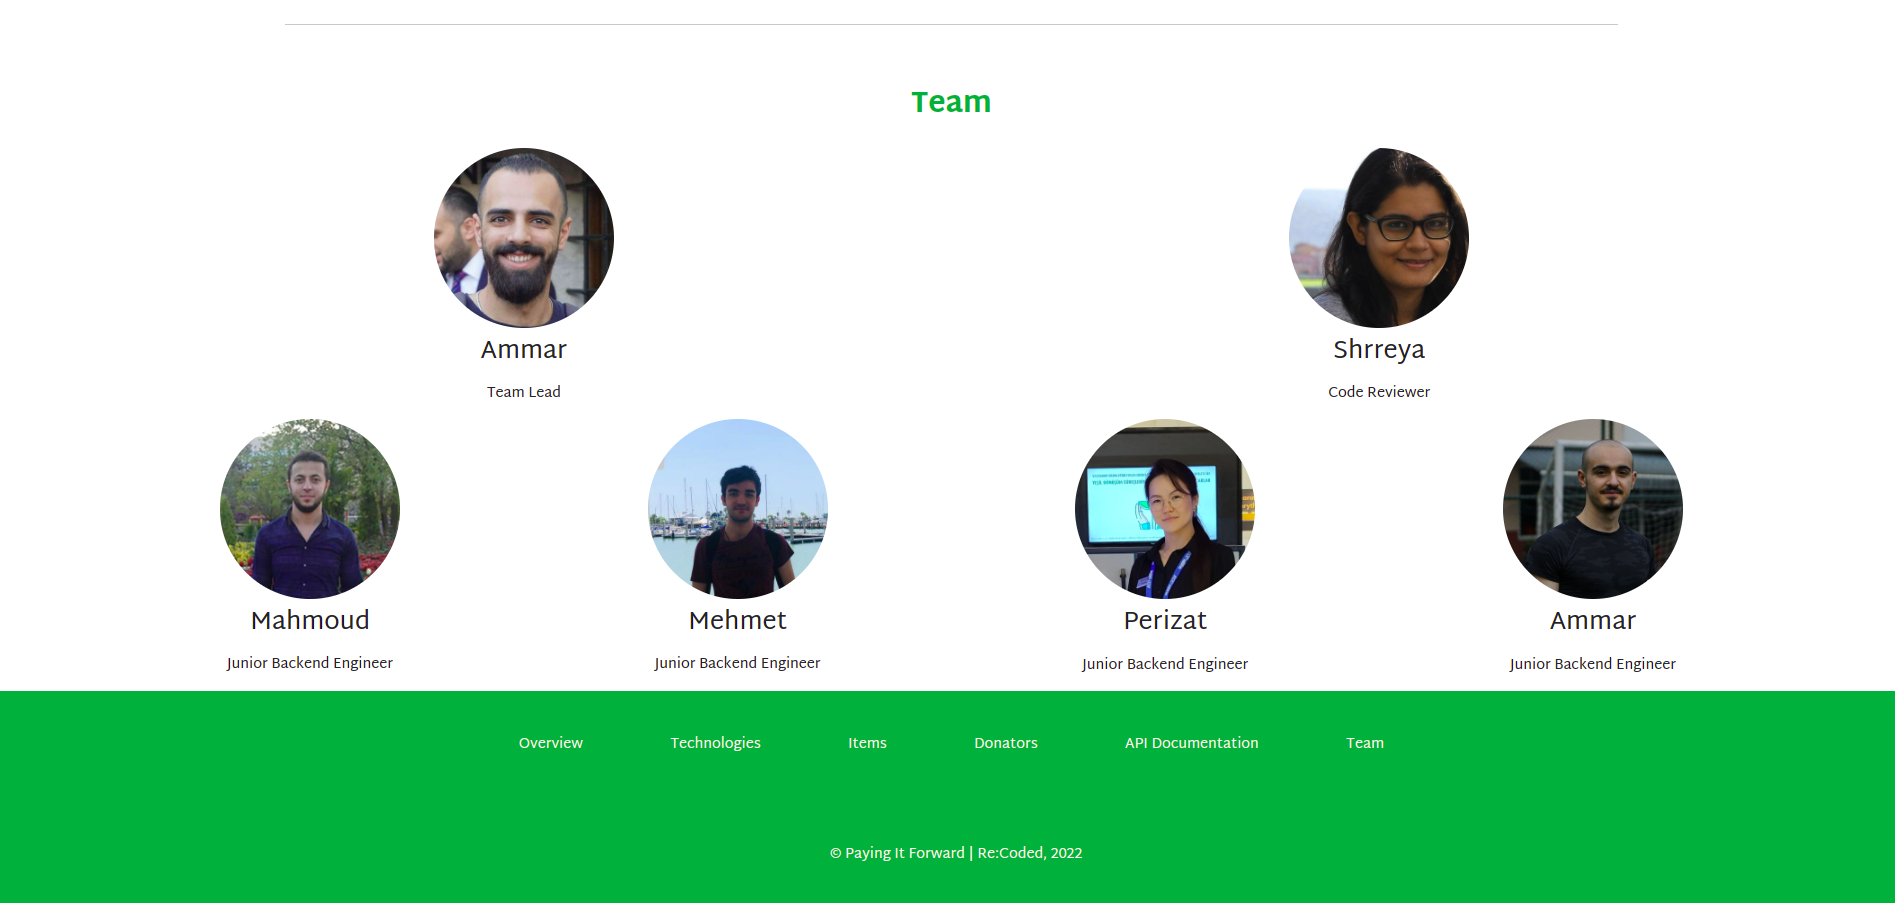 Team
Ammar
Shrreya
Team Lead
Code Reviewer
Mahmoud
Mehmet
Perizat
Ammar
Junior Backend Engineer
Junior Backend Engineer
Junior Backend Engineer
Junior Backend Engineer
Overview
Technologies
Items
Donators
API Documentation
Team
© Paying It Forward | Re:Coded, 2022